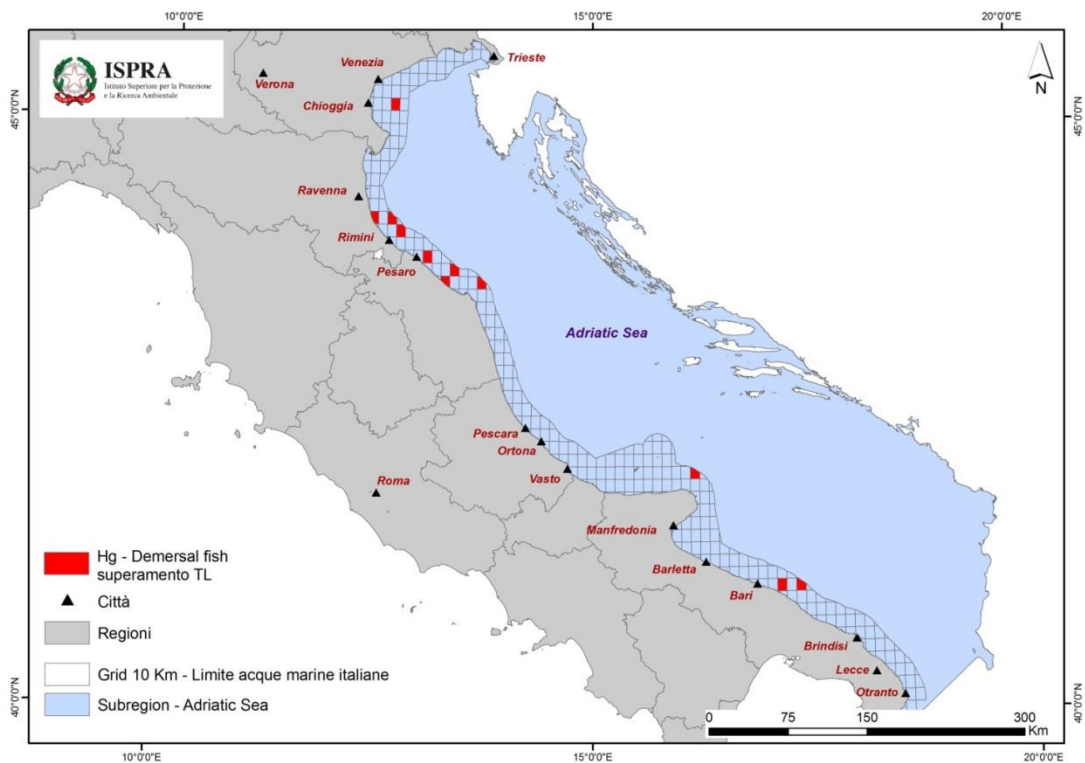 10°0'0"E
15°0'0"E
20°0'0"E
ISPRA
Istituto Superiore per la Protezione
e la Ricerca Ambientale
N
45°0'0"N
45°0'0"N
Trieste
Venezia
Verona
Chioggia
Ravenna
Rimini
Pesaro
Adriatic Sea
Pescara
Ortona
Vasto
Roma
Manfredonia
Barletta
Bari
Brindisi
Lecce
Otranto
Hg - Demersal fish
superamento TL
Città
Regioni
Grid 10 Km - Limite acque marine italiane
Subregion - Adriatic Sea
0 75 150 300
Km
40°0'0"N
40°0'0"N
10°0'0"E
15°0'0"E
20°0'0"E